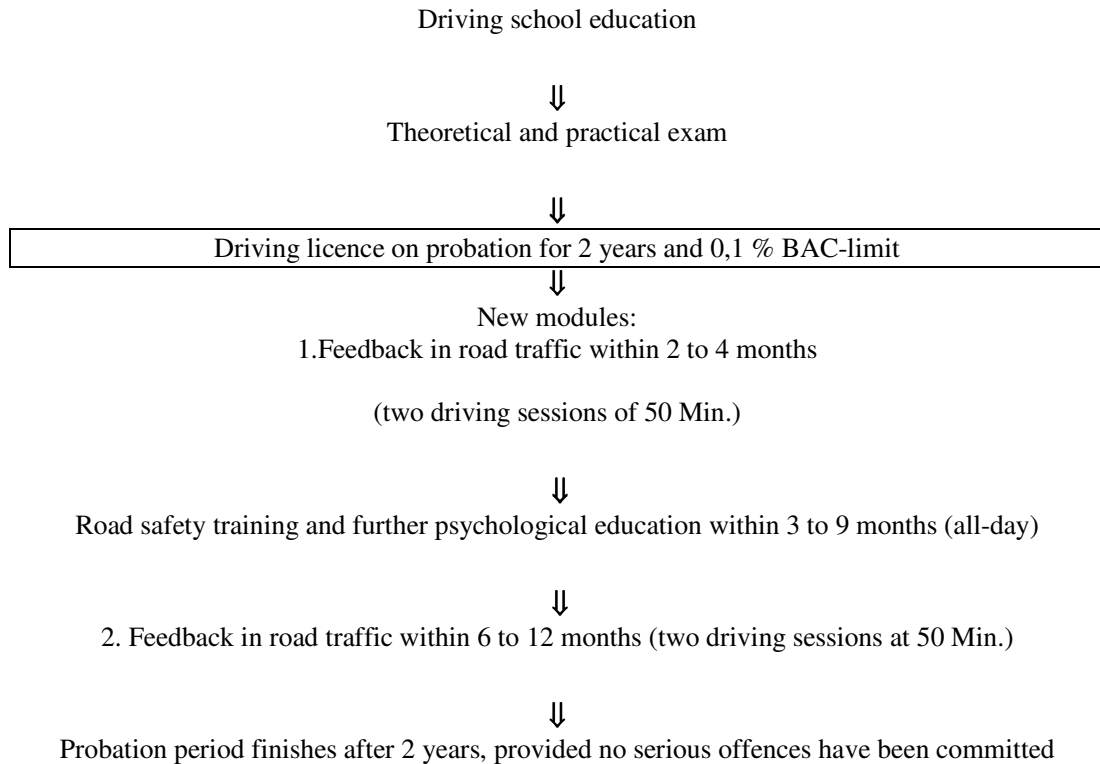 Driving school education
⇓
Theoretical and practical exam
⇓
Driving licence on probation for 2 years and 0,1 % BAC-limit
⇓
New modules:
1.Feedback in road traffic within 2 to 4 months
(two driving sessions of 50 Min.)
⇓
Road safety training and further psychological education within 3 to 9 months (all-day)
⇓
2. Feedback in road traffic within 6 to 12 months (two driving sessions at 50 Min.)
⇓
Probation period finishes after 2 years, provided no serious offences have been committed